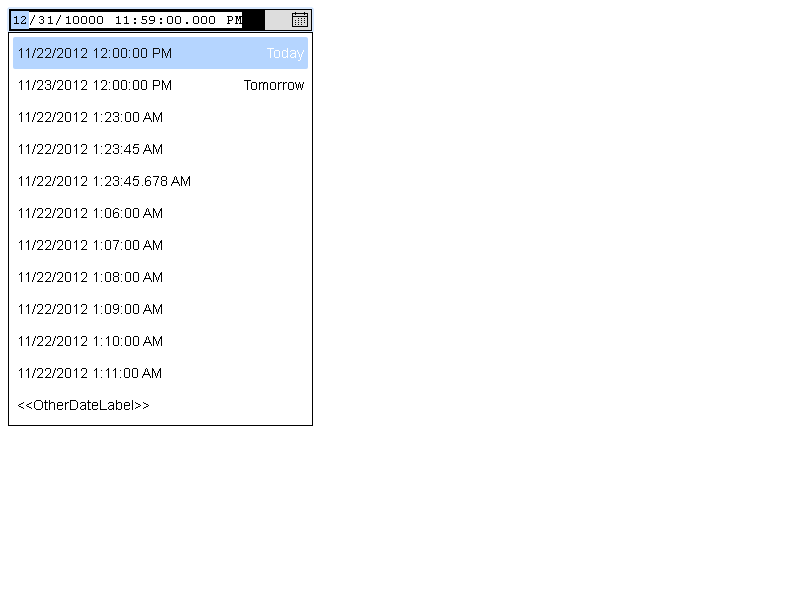 12/31/10000 11:59:00.000 PM
11/22/2012 12:00:00 PM Today
11/23/2012 12:00:00 PM Tomorrow
11/22/2012 1:23:00 AM
11/22/2012 1:23:45 AM
11/22/2012 1:23:45.678 AM
11/22/2012 1:06:00 AM
11/22/2012 1:07:00 AM
11/22/2012 1:08:00 AM
11/22/2012 1:09:00 AM
11/22/2012 1:10:00 AM
11/22/2012 1:11:00 AM
<<OtherDateLabel>>